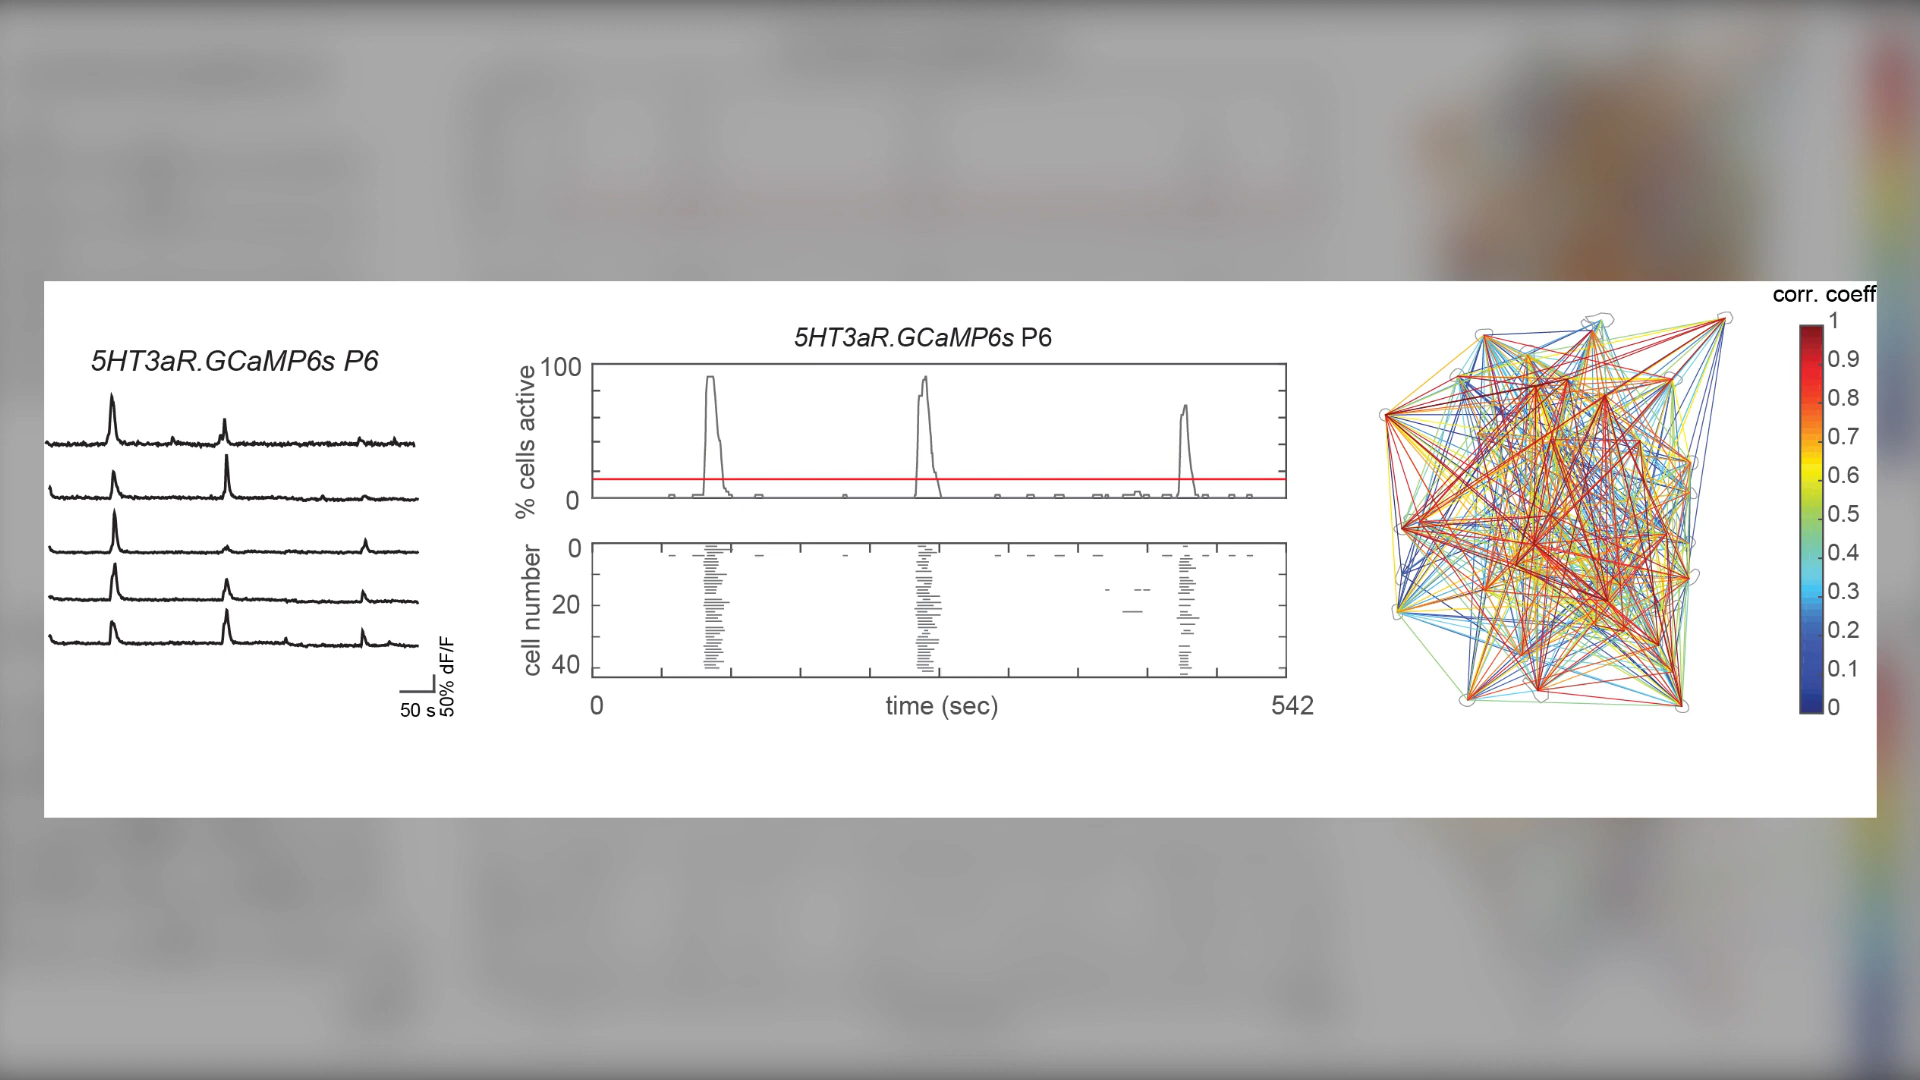 5HT3aR.GCaMP6s P6
50 s
50% dF/F
5HT3aR.GCaMP6s P6
% cells active
100
0
cell number
0
20
40
0
time (sec)
542
corr. coeff
1
0.9
0.8
0.7
0.6
0.5
0.4
0.3
0.2
0.1
0